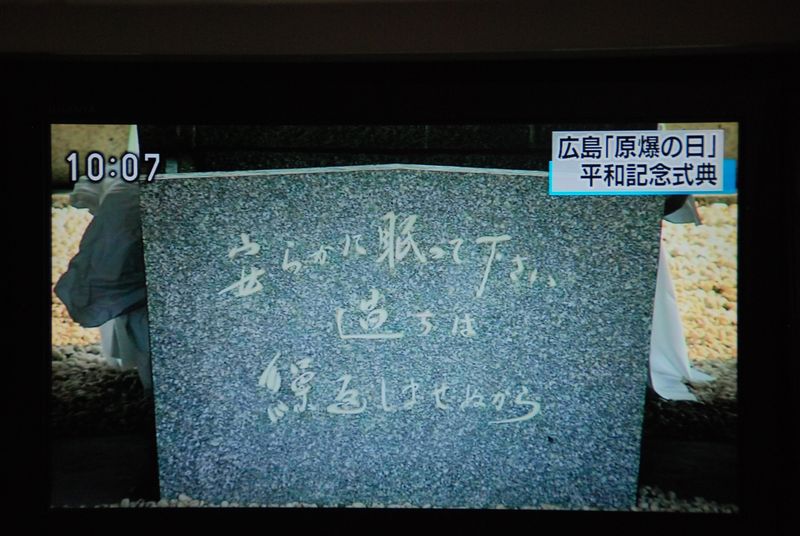 10:07
広島「原爆の日」
平和記念式典
安らかに眠って下さい
過ちは
繰返しませぬから